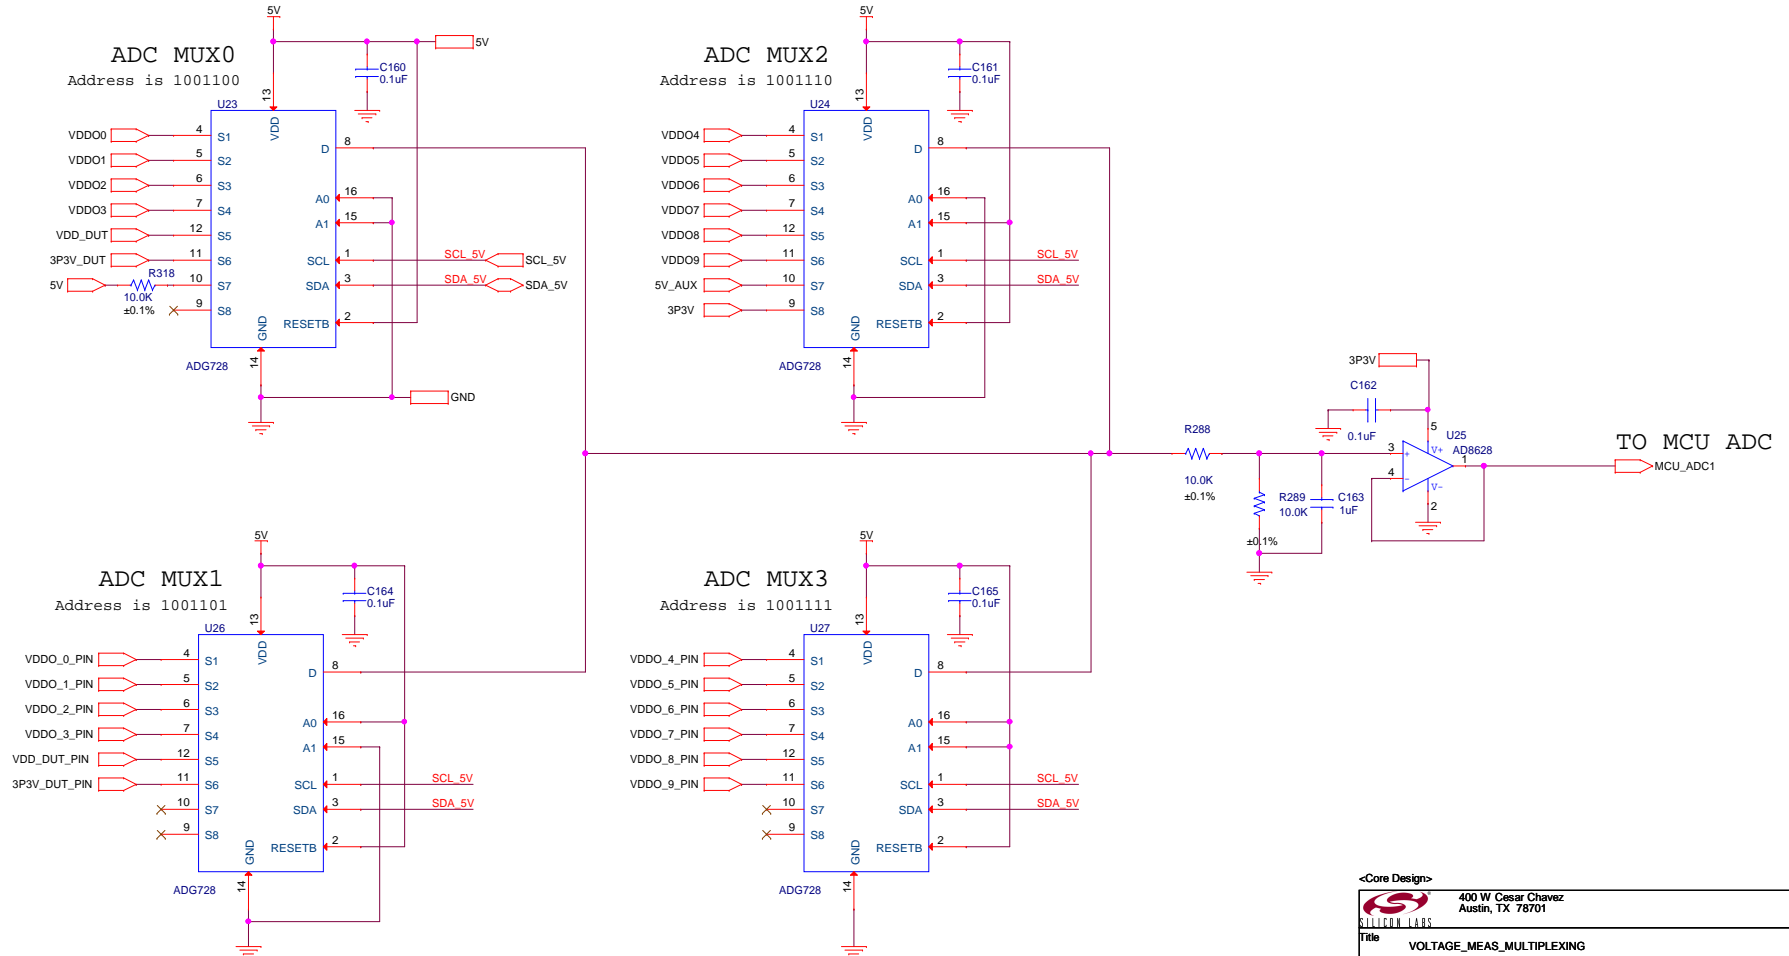 5V
5V
ADC MUX0
Address is 1001100
C160
0.1uF
U23
13
VDD
VDDO0
4
S1
VDDO1
5
S2
VDDO2
6
S3
VDDO3
7
S4
VDD_DUT
12
S5
3P3V_DUT
11
S6
5V
R318
10.0K
±0.1%
10
S7
9
S8
D
8
A0
16
A1
15
SCL
1
SCL_5V
SCL_5V
SDA
3
SDA_5V
SDA_5V
RESETB
2
GND
14
ADG728
GND
5V
ADC MUX2
Address is 1001110
C161
0.1uF
U24
13
VDD
VDDO4
4
S1
VDDO5
5
S2
VDDO6
6
S3
VDDO7
7
S4
VDDO8
12
S5
VDDO9
11
S6
5V_AUX
10
S7
3P3V
9
S8
D
8
A0
16
A1
15
SCL
1
SCL_5V
SDA
3
SDA_5V
RESETB
2
GND
14
ADG728
R288
10.0K
±0.1%
R289
10.0K
±0.1%
C163
1uF
3P3V
C162
0.1uF
5
U25
AD8628
V+
V-
3
+
4
-
1
2
TO MCU ADC
MCU_ADC1
5V
ADC MUX1
Address is 1001101
C164
0.1uF
U26
13
VDD
VDDO_0_PIN
4
S1
VDDO_1_PIN
5
S2
VDDO_2_PIN
6
S3
VDDO_3_PIN
7
S4
VDD_DUT_PIN
12
S5
3P3V_DUT_PIN
11
S6
10
S7
9
S8
D
8
A0
16
A1
15
SCL
1
SCL_5V
SDA
3
SDA_5V
RESETB
2
GND
14
ADG728
5V
ADC MUX3
Address is 1001111
C165
0.1uF
U27
13
VDD
VDDO_4_PIN
4
S1
VDDO_5_PIN
5
S2
VDDO_6_PIN
6
S3
VDDO_7_PIN
7
S4
VDDO_8_PIN
12
S5
VDDO_9_PIN
11
S6
10
S7
9
S8
D
8
A0
16
A1
15
SCL
1
SCL_5V
SDA
3
SDA_5V
RESETB
2
GND
14
ADG728
<Core Design>
SILICON LABS
400 W Cesar Chavez
Austin, TX 78701
Title
VOLTAGE_MEAS_MULTIPLEXING